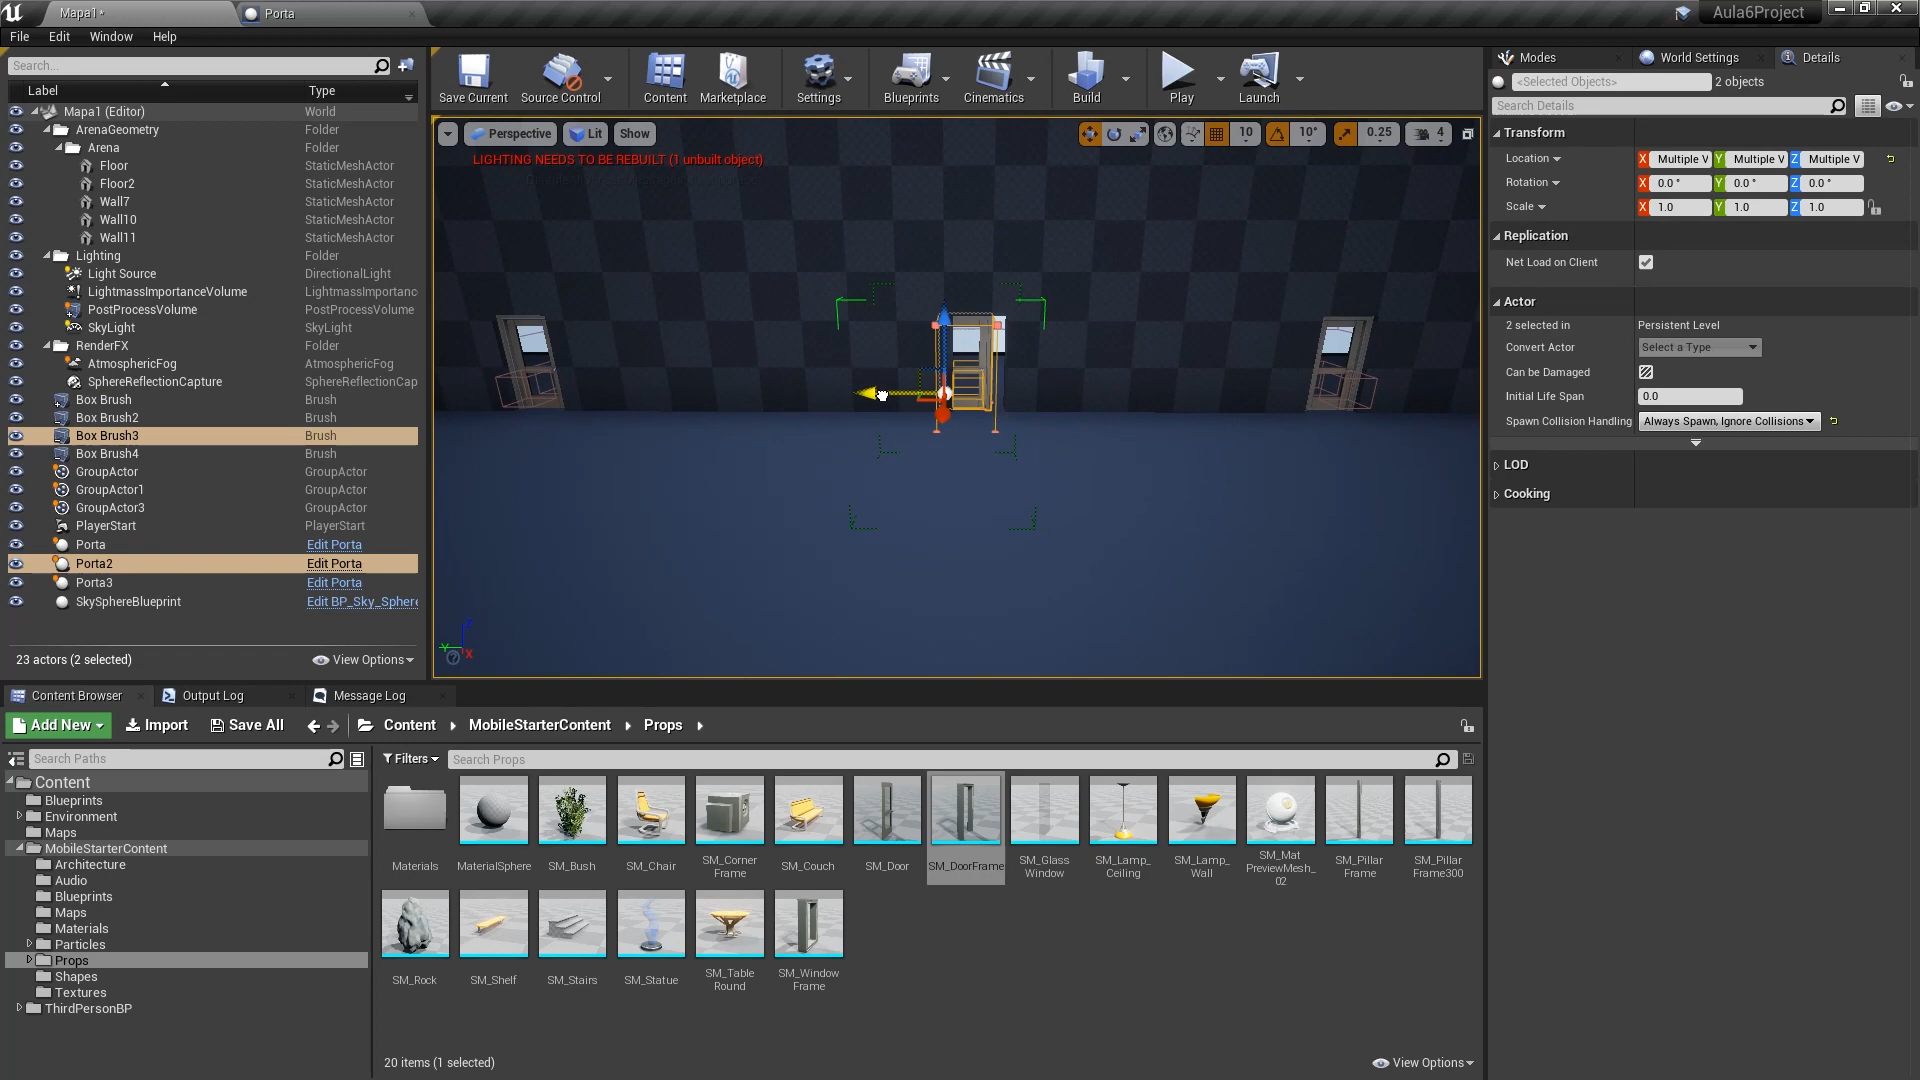 Mapa1*
Porta
Aula6Project
File Edit Window Help
Search...
Label Type
Mapa1 (Editor) World
ArenaGeometry Folder
Arena Folder
Floor StaticMeshActor
Floor2 StaticMeshActor
Wall7 StaticMeshActor
Wall10 StaticMeshActor
Wall11 StaticMeshActor
Lighting Folder
Light Source DirectionalLight
LightmassImportanceVolume LightmassImportanc
PostProcessVolume PostProcessVolume
SkyLight SkyLight
RenderFX Folder
AtmosphericFog AtmosphericFog
SphereReflectionCapture SphereReflectionCap
Box Brush Brush
Box Brush2 Brush
Box Brush3 Brush
Box Brush4 Brush
GroupActor GroupActor
GroupActor1 GroupActor
GroupActor3 GroupActor
PlayerStart PlayerStart
Porta Edit Porta
Porta2 Edit Porta
Porta3 Edit Porta
SkySphereBlueprint Edit BP_Sky_Sphere
23 actors (2 selected) View Options
Save Current Source Control Content Marketplace Settings Blueprints Cinematics Build Play Launch
Perspective Lit Show 10 10° 0.25 4
LIGHTING NEEDS TO BE REBUILT (1 unbuilt object)
Z Y X
Modes World Settings Details
<Selected Objects> 2 objects
Search Details
Transform
Location X Multiple V Y Multiple V Z Multiple V
Rotation X 0.0 ° Y 0.0 ° Z 0.0 °
Scale X 1.0 Y 1.0 Z 1.0
Replication
Net Load on Client
Actor
2 selected in Persistent Level
Convert Actor Select a Type
Can be Damaged
Initial Life Span 0.0
Spawn Collision Handling Always Spawn, Ignore Collisions
LOD
Cooking
Content Browser Output Log Message Log
Add New Import Save All Content MobileStarterContent Props
Search Paths
Filters Search Props
Content
Blueprints
Environment
Maps
MobileStarterContent
Architecture
Audio
Blueprints
Maps
Materials
Particles
Props
Shapes
Textures
ThirdPersonBP
Materials MaterialSphere SM_Bush SM_Chair SM_Corner Frame SM_Couch SM_Door SM_DoorFrame SM_Glass Window SM_Lamp_ Ceiling SM_Lamp_ Wall SM_Mat PreviewMesh_ 02 SM_Pillar Frame SM_Pillar Frame300
SM_Rock SM_Shelf SM_Stairs SM_Statue SM_Table Round SM_Window Frame
20 items (1 selected) View Options